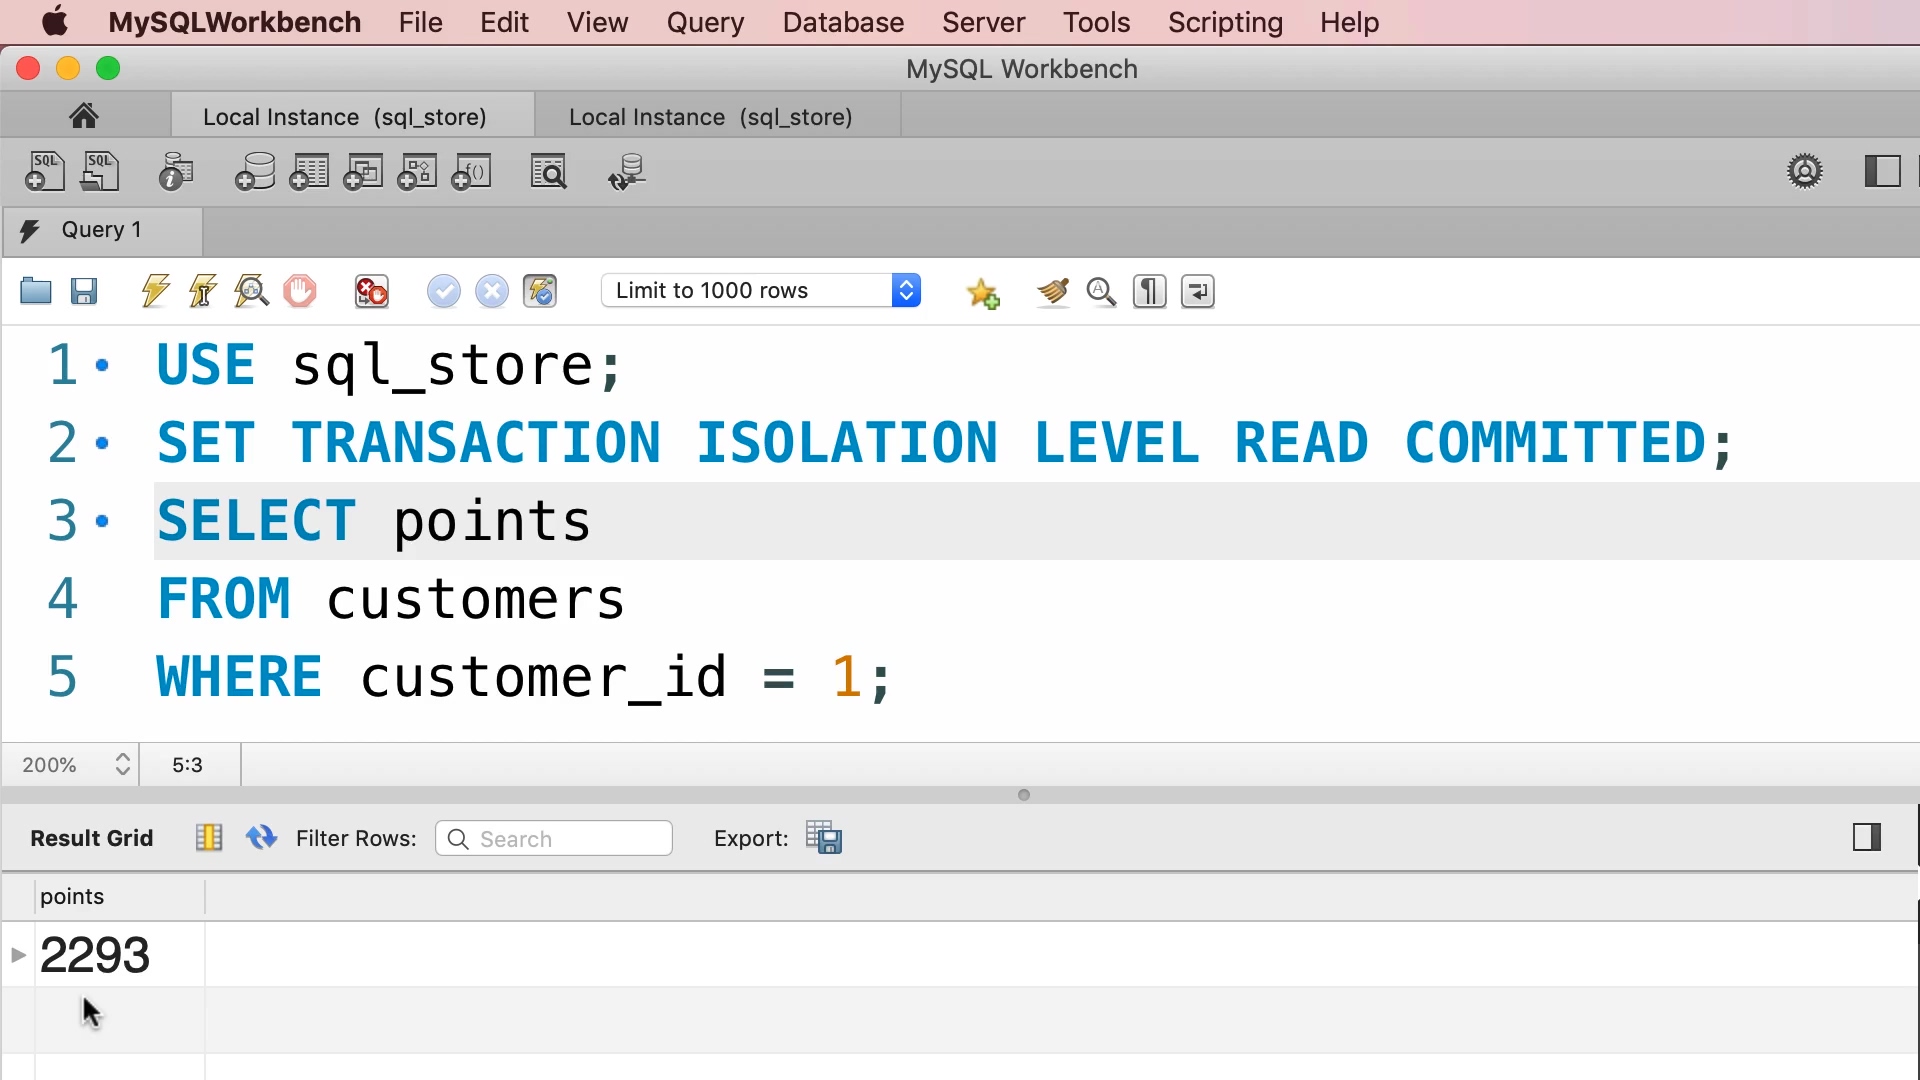 MySQLWorkbench File Edit View Query Database Server Tools Scripting Help
MySQL Workbench
Local Instance (sql_store) Local Instance (sql_store)
SQL SQL f()
Query 1
Limit to 1000 rows
1 USE sql_store;
2 SET TRANSACTION ISOLATION LEVEL READ COMMITTED;
3 SELECT points
4 FROM customers
5 WHERE customer_id = 1;
200% 5:3
Result Grid Filter Rows: Search Export:
points
2293